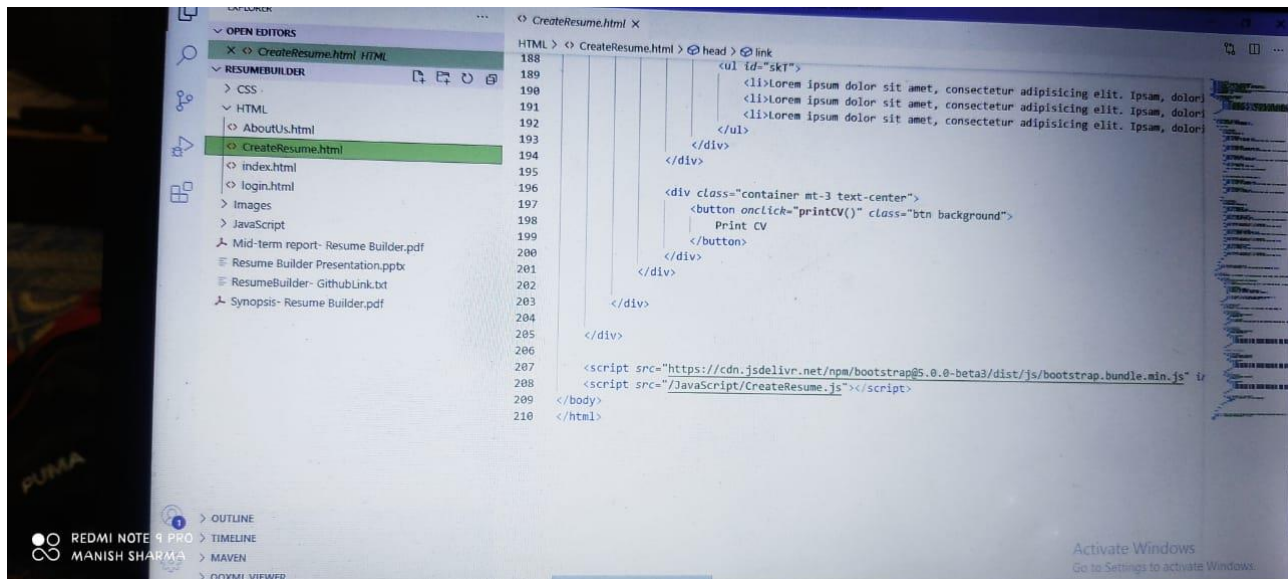 EXPLORER
OPEN EDITORS
CreateResume.html HTML
RESUMEBUILDER
CSS
HTML
AboutUs.html
CreateResume.html
index.html
login.html
Images
JavaScript
Mid-term report- Resume Builder.pdf
Resume Builder Presentation.pptx
ResumeBuilder- GithubLink.txt
Synopsis- Resume Builder.pdf
OUTLINE
TIMELINE
MAVEN
DOXML VIEWER
CreateResume.html
HTML > CreateResume.html > head > link
188 <ul id="skT">
189 <li>Lorem ipsum dolor sit amet, consectetur adipisicing elit. Ipsam, dolori
190 <li>Lorem ipsum dolor sit amet, consectetur adipisicing elit. Ipsam, dolori
191 <li>Lorem ipsum dolor sit amet, consectetur adipisicing elit. Ipsam, dolori
192 </ul>
193 </div>
194 </div>
195
196 <div class="container mt-3 text-center">
197 <button onclick="printCV()" class="btn background">
198 Print CV
199 </button>
200 </div>
201 </div>
202
203 </div>
204
205 </div>
206
207 <script src="https://cdn.jsdelivr.net/npm/bootstrap@5.0.0-beta3/dist/js/bootstrap.bundle.min.js"
208 <script src="/JavaScript/CreateResume.js"></script>
209 </body>
210 </html>
Activate Windows
Go to Settings to activate Windows.
PUMA
REDMI NOTE 9 PRO
MANISH SHARMA
1